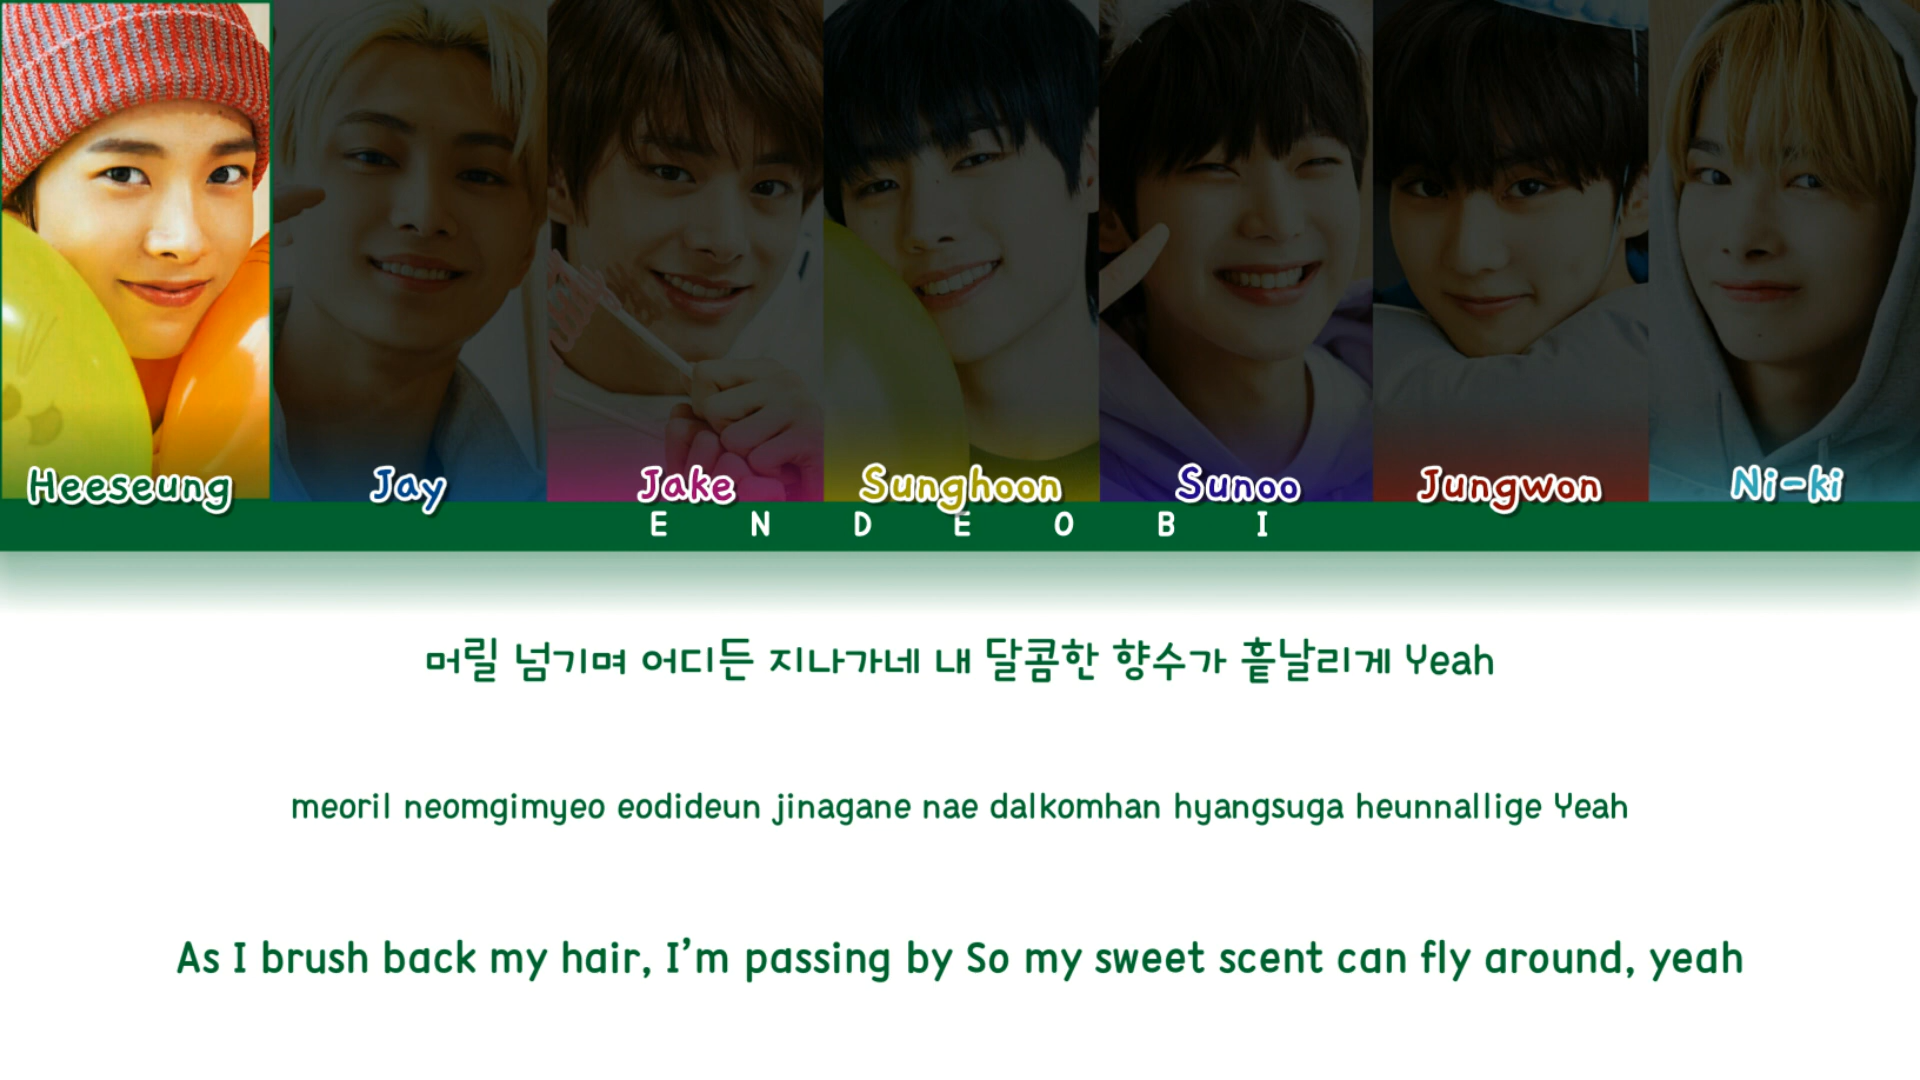 Heeseung Jay Jake Sunghoon Sunoo Jungwon Ni-ki
E N D E O B I
머릴 넘기며 어디든 지나가네 내 달콤한 향수가 흩날리게 Yeah
meoril neomgimyeo eodideun jinagane nae dalkomhan hyangsuga heunnallige Yeah
As I brush back my hair, I’m passing by So my sweet scent can fly around, yeah